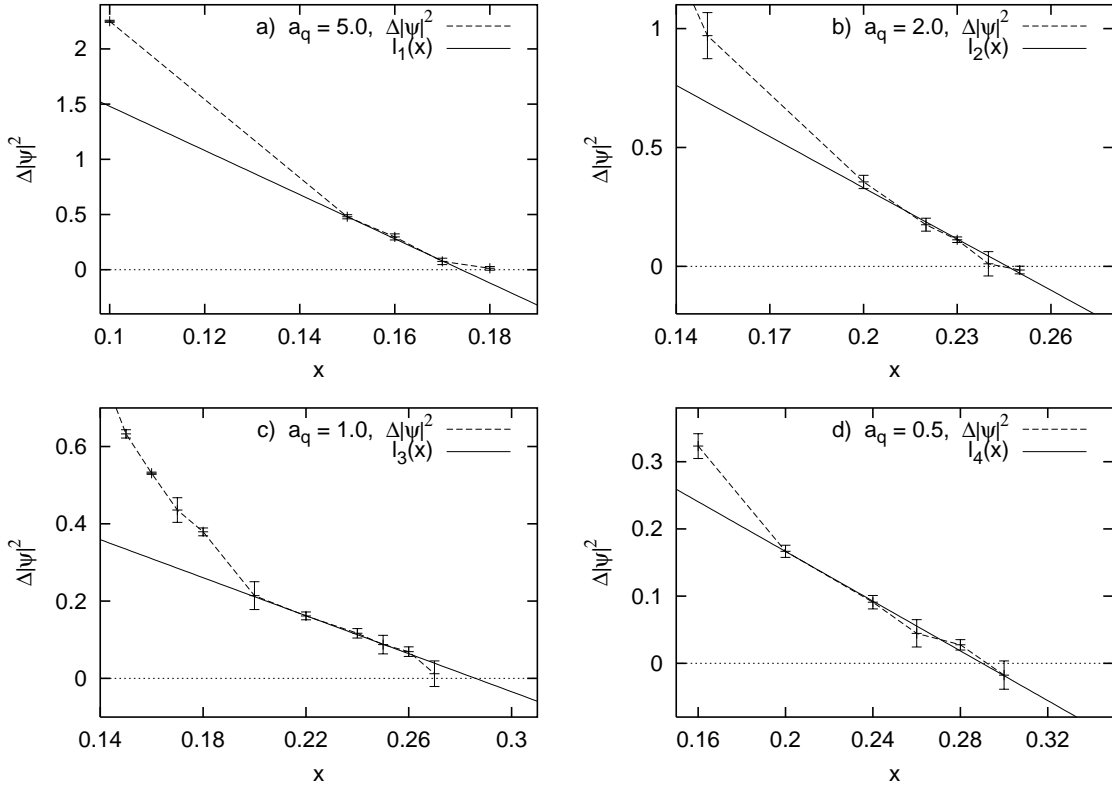 a) a_q = 5.0, Δ|ψ|^2
l_1(x)
Δ|ψ|^2
2
1.5
1
0.5
0
0.1 0.12 0.14 0.16 0.18
x
b) a_q = 2.0, Δ|ψ|^2
l_2(x)
Δ|ψ|^2
1
0.5
0
0.14 0.17 0.2 0.23 0.26
x
c) a_q = 1.0, Δ|ψ|^2
l_3(x)
Δ|ψ|^2
0.6
0.4
0.2
0
0.14 0.18 0.22 0.26 0.3
x
d) a_q = 0.5, Δ|ψ|^2
l_4(x)
Δ|ψ|^2
0.3
0.2
0.1
0
0.16 0.2 0.24 0.28 0.32
x